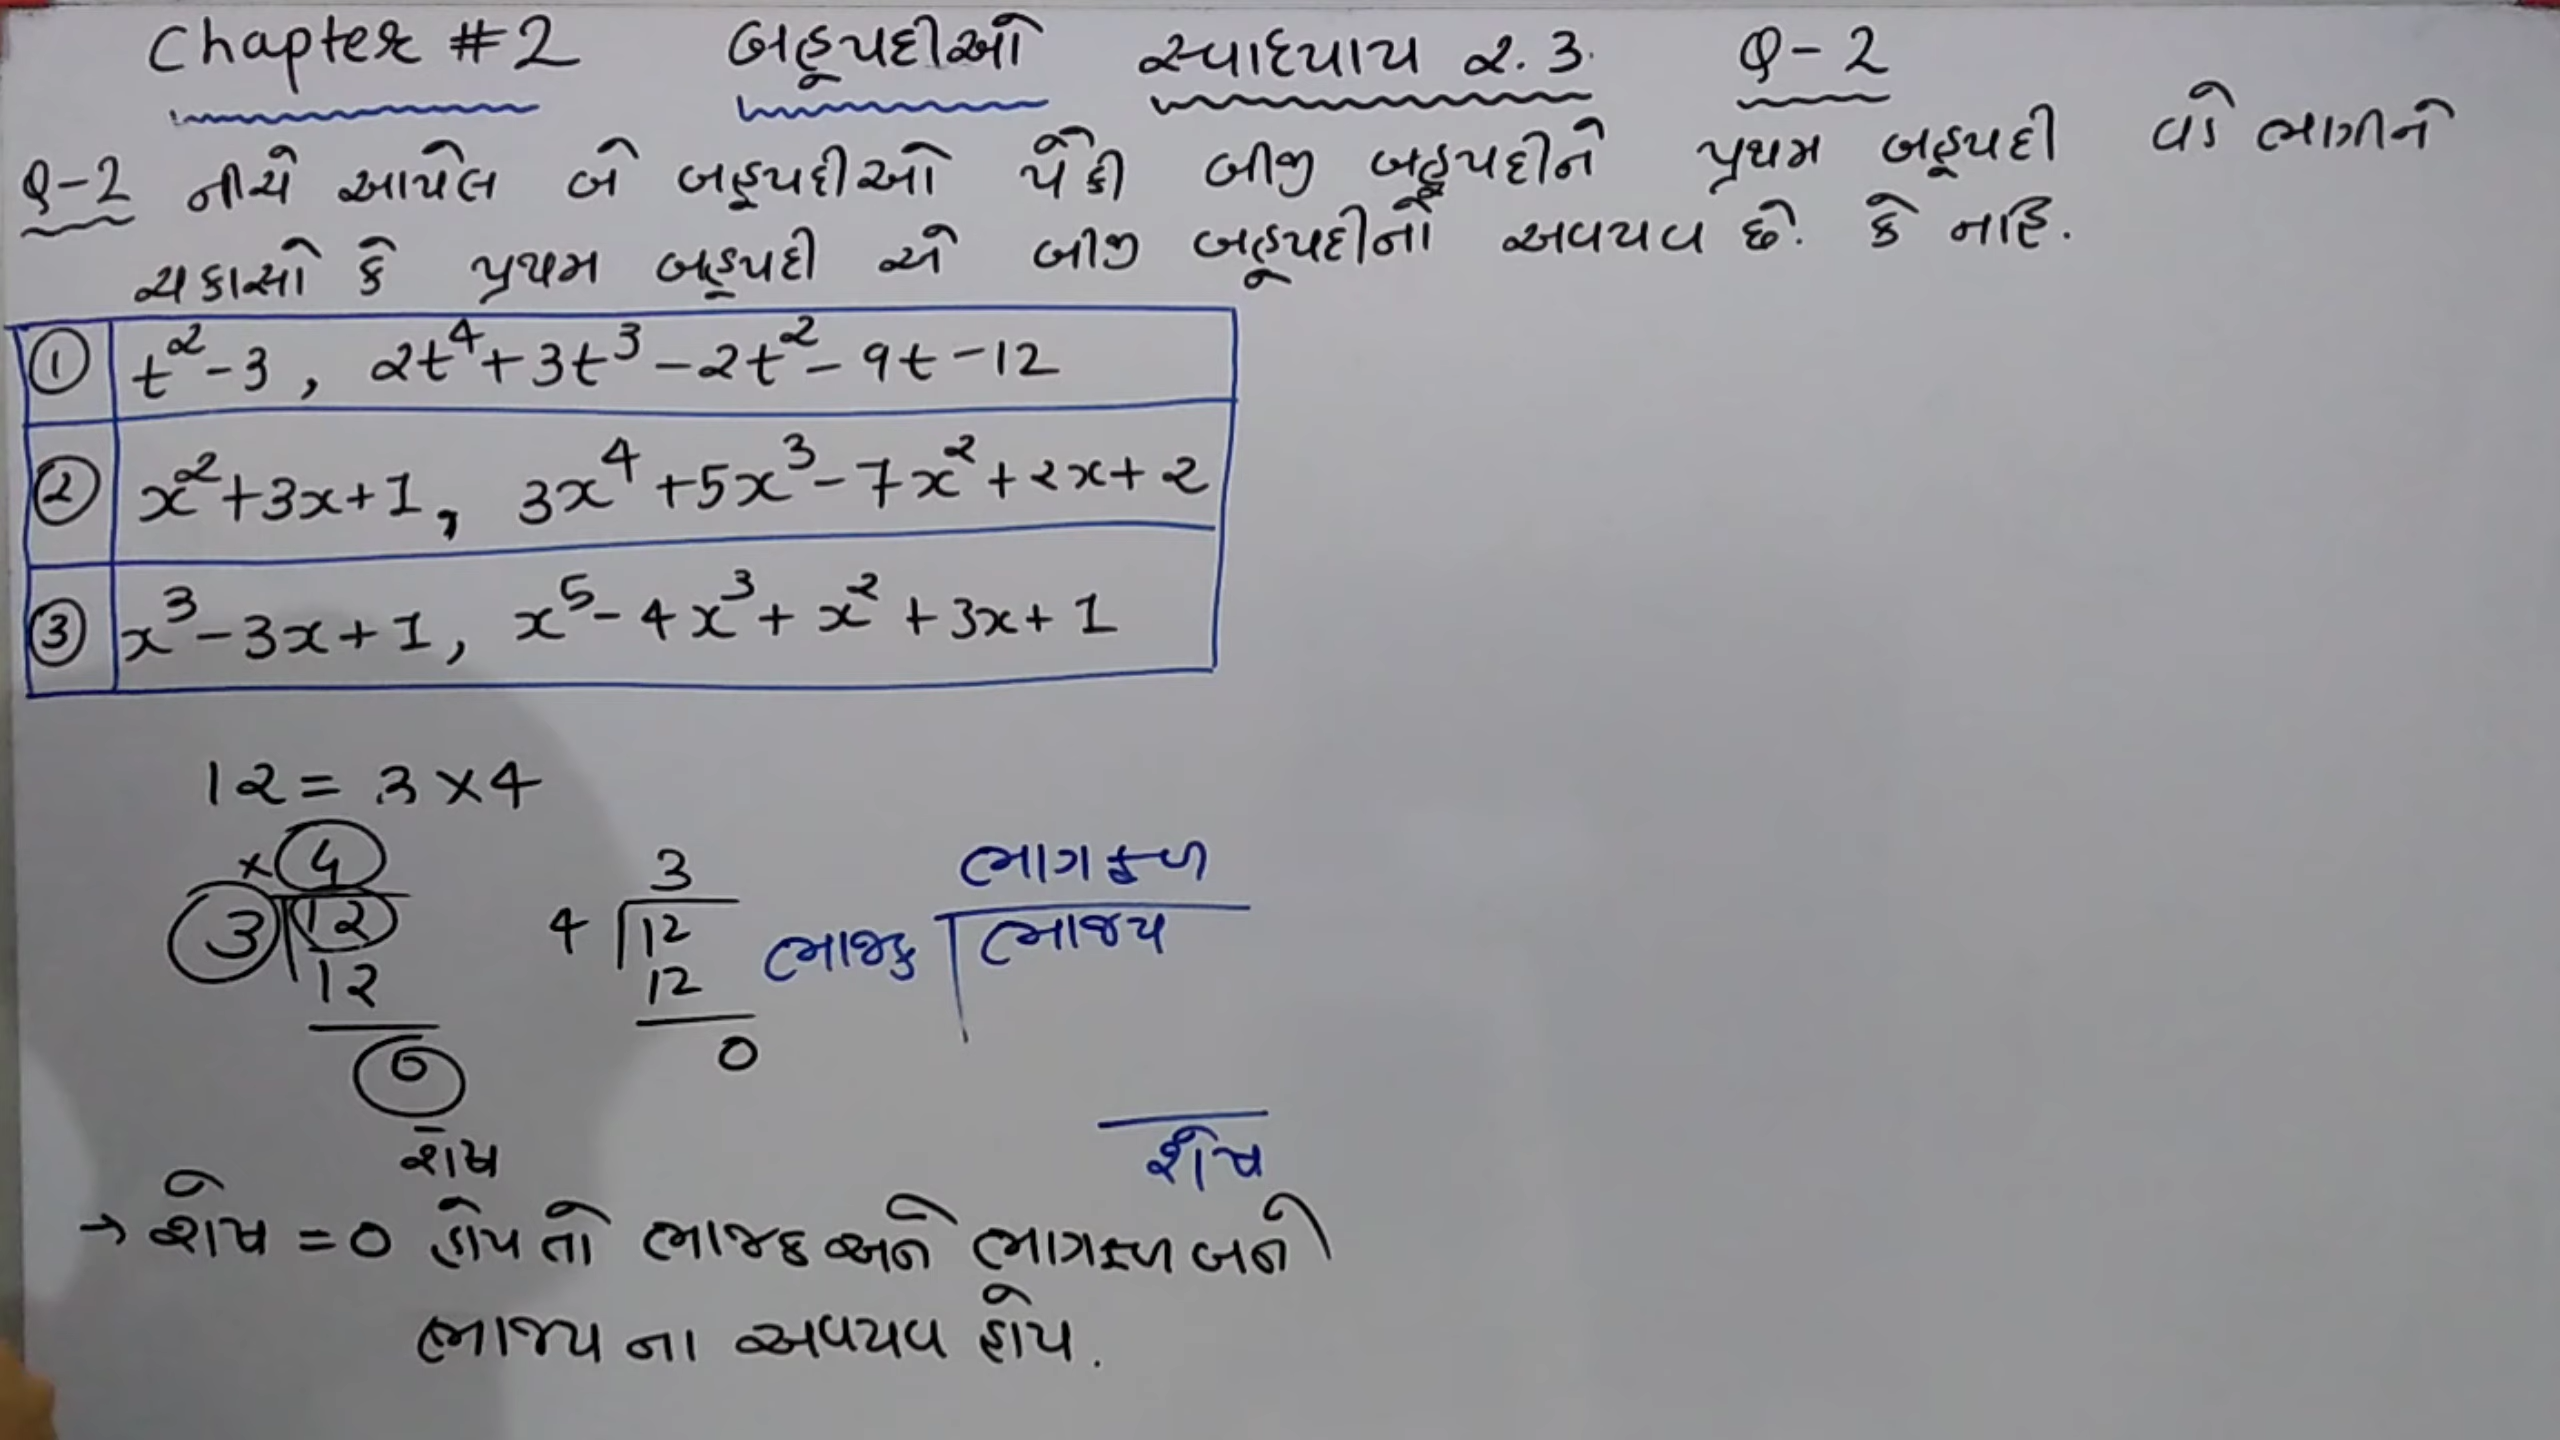 Chapter #2 બહૂપદીઓ સ્વાધ્યાય ૨.3. Q-2
Q-2 નીચે આપેલ બે બહૂપદીઓ પૈકી બીજી બહૂપદીને પ્રથમ બહૂપદી વડે ભાગીને
ચકાસો કે પ્રથમ બહૂપદી એ બીજી બહૂપદીનો અવયવ છે. કે નહિ.
① t²-3, 2t⁴+3t³-2t²-9t-12
② x²+3x+1, 3x⁴+5x³-7x²+2x+2
③ x³-3x+1, x⁵-4x³+x²+3x+1
12 = 3×4
×4
3 12
12
0
શેષ
3
4 12
12
0
ભાગફળ
ભાજક ભાજ્ય
શેષ
→ શેષ = 0 હોય તો ભાજક અને ભાગફળ બને
ભાજ્ય ના અવયવ હોય.